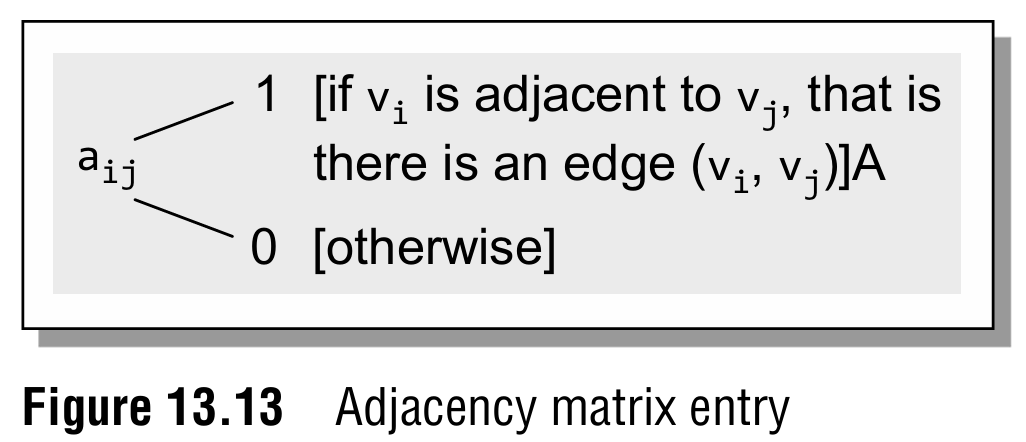 1 [if vi is adjacent to vj, that is
aij there is an edge (vi, vj)]A
0 [otherwise]
Figure 13.13 Adjacency matrix entry